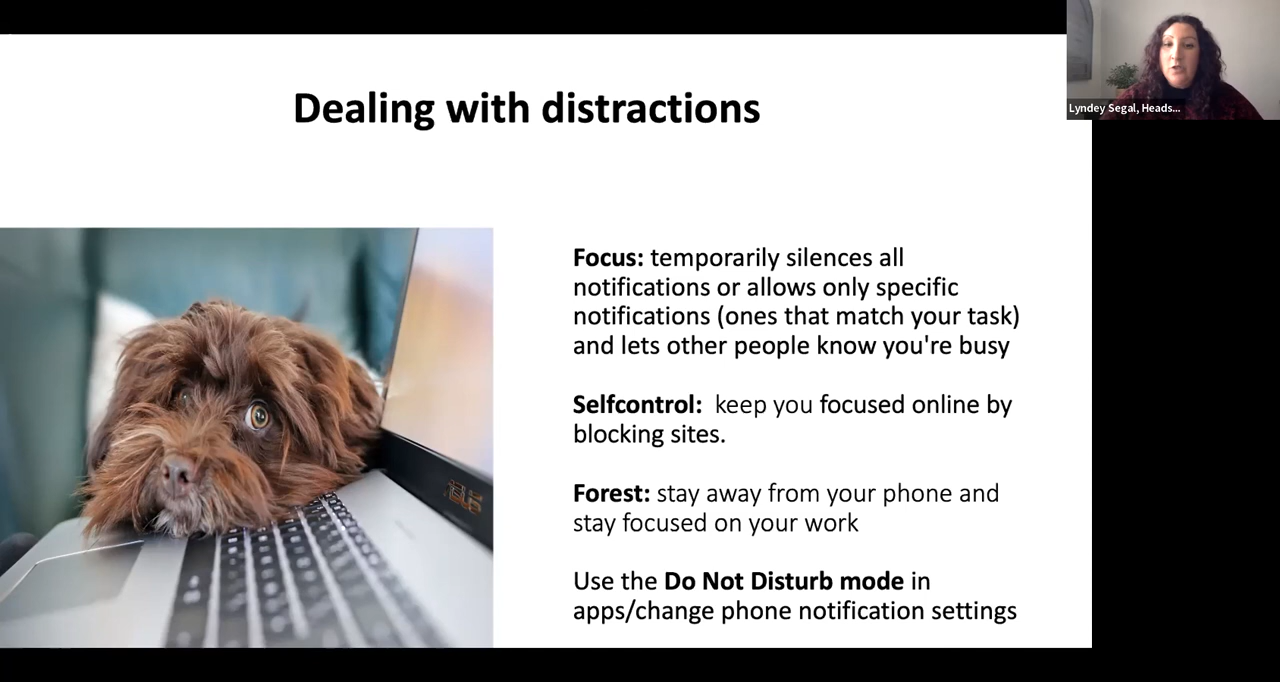 Dealing with distractions
Lyndey Segal, Heads...
Focus: temporarily silences all
notifications or allows only specific
notifications (ones that match your task)
and lets other people know you're busy
Selfcontrol:  keep you focused online by
blocking sites.
Forest: stay away from your phone and
stay focused on your work
Use the Do Not Disturb mode in
apps/change phone notification settings
ASUS